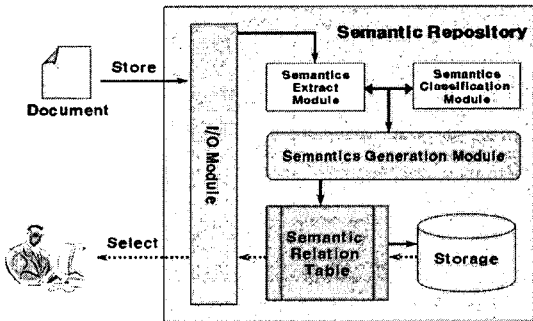 Semantic Repository
Store
Document
I/O Module
Semantics
Extract
Module
Semantics
Classification
Module
Semantics Generation Module
Select
Semantic
Relation
Table
Storage